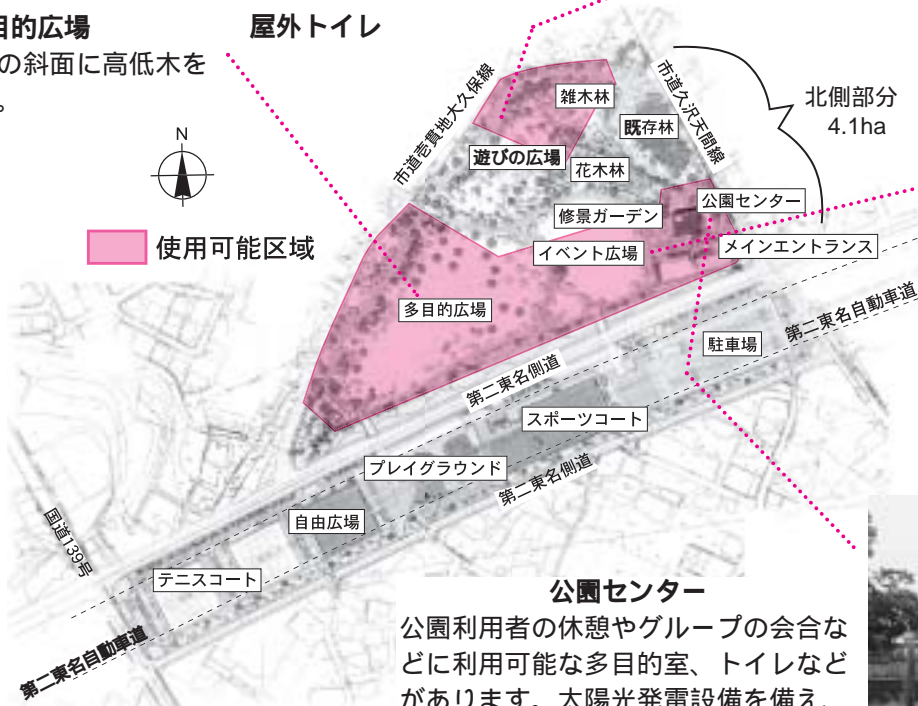 目的広場
の斜面に高低木を
。
屋外トイレ
N
使用可能区域
市道壱貫地大久保線
市道久沢天間線
北側部分
4.1ha
雑木林
既存林
遊びの広場
花木林
公園センター
修景ガーデン
メインエントランス
イベント広場
多目的広場
第二東名自動車道
駐車場
第二東名側道
スポーツコート
プレイグラウンド
第二東名側道
自由広場
国道139号
テニスコート
第二東名自動車道
公園センター
公園利用者の休憩やグループの会合な
どに利用可能な多目的室、トイレなど
があります。太陽光発電設備を備え、